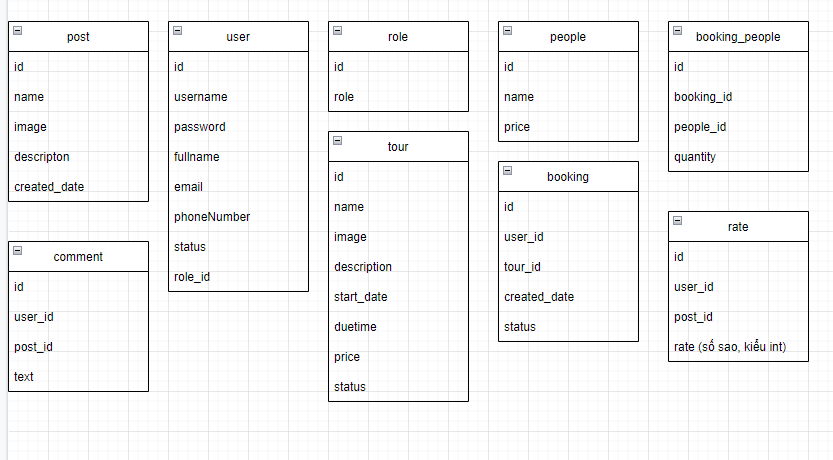 post
id
name
image
descripton
created_date
comment
id
user_id
post_id
text
user
id
username
password
fullname
email
phoneNumber
status
role_id
role
id
role
tour
id
name
image
description
start_date
duetime
price
status
people
id
name
price
booking
id
user_id
tour_id
created_date
status
booking_people
id
booking_id
people_id
quantity
rate
id
user_id
post_id
rate (số sao, kiểu int)